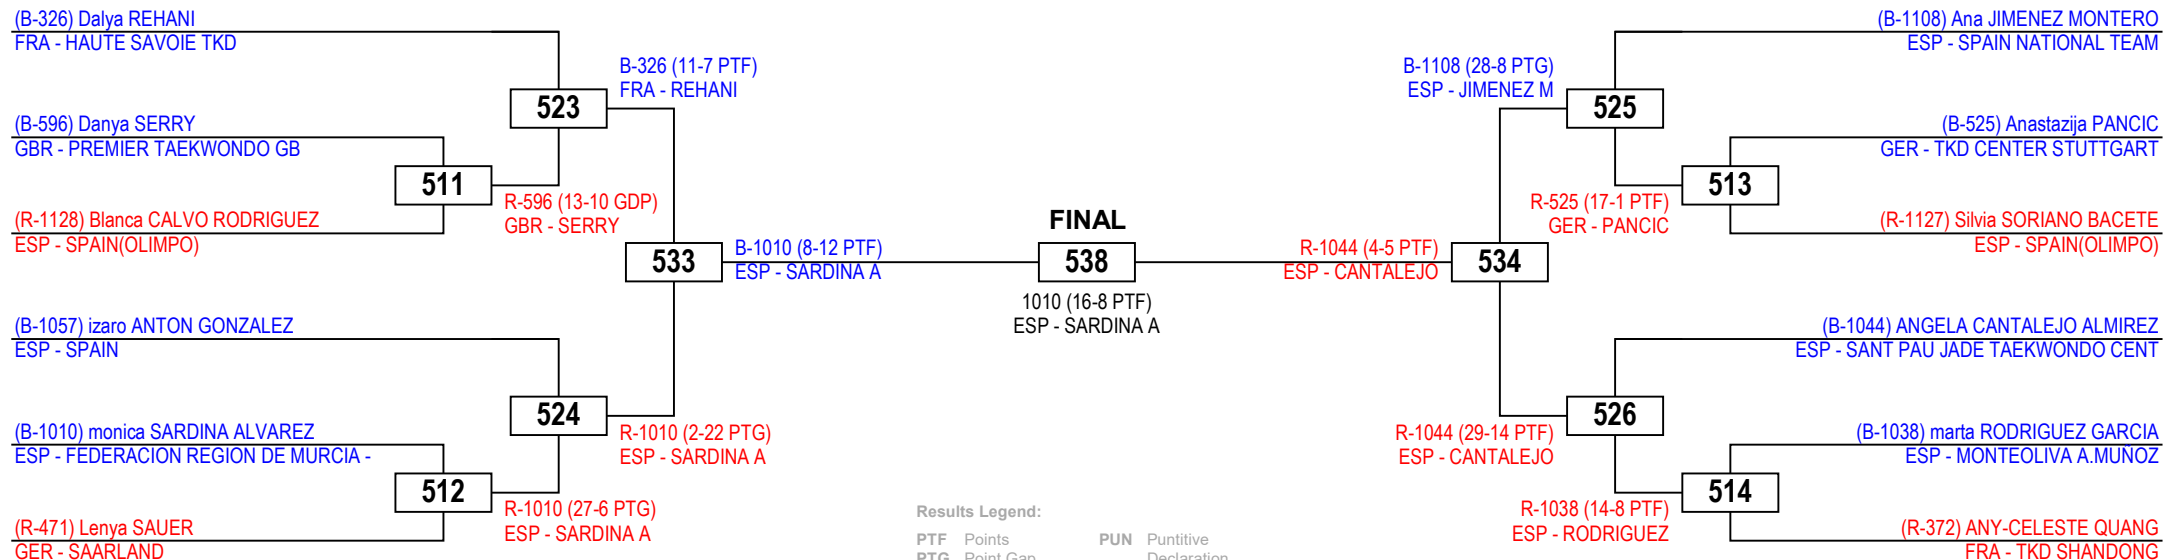 (B-326) Dalya REHANI
FRA - HAUTE SAVOIE TKD
(B-596) Danya SERRY
GBR - PREMIER TAEKWONDO GB
(R-1128) Blanca CALVO RODRIGUEZ
ESP - SPAIN(OLIMPO)
(B-1057) izaro ANTON GONZALEZ
ESP - SPAIN
(B-1010) monica SARDINA ALVAREZ
ESP - FEDERACION REGION DE MURCIA -
(R-471) Lenya SAUER
GER - SAARLAND
511
R-596 (13-10 GDP)
GBR - SERRY
512
R-1010 (27-6 PTG)
ESP - SARDINA A
523
B-326 (11-7 PTF)
FRA - REHANI
524
R-1010 (2-22 PTG)
ESP - SARDINA A
533
B-1010 (8-12 PTF)
ESP - SARDINA A
FINAL
538
1010 (16-8 PTF)
ESP - SARDINA A
R-1044 (4-5 PTF)
ESP - CANTALEJO
534
B-1108 (28-8 PTG)
ESP - JIMENEZ M
525
R-1044 (29-14 PTF)
ESP - CANTALEJO
526
R-525 (17-1 PTF)
GER - PANCIC
513
R-1038 (14-8 PTF)
ESP - RODRIGUEZ
514
(B-1108) Ana JIMENEZ MONTERO
ESP - SPAIN NATIONAL TEAM
(B-525) Anastazija PANCIC
GER - TKD CENTER STUTTGART
(R-1127) Silvia SORIANO BACETE
ESP - SPAIN(OLIMPO)
(B-1044) ANGELA CANTALEJO ALMIREZ
ESP - SANT PAU JADE TAEKWONDO CENT
(B-1038) marta RODRIGUEZ GARCIA
ESP - MONTEOLIVA A.MUÑOZ
(R-372) ANY-CELESTE QUANG
FRA - TKD SHANDONG
Results Legend:
PTF Points
PTG Point Gap
PUN Puntitive
Declaration